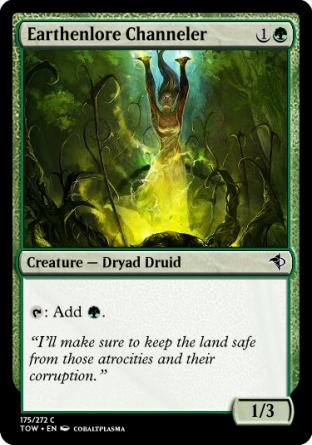 Earthenlore Channeler 1
Creature — Dryad Druid
: Add .
“I’ll make sure to keep the land safe
from those atrocities and their
corruption.”
1/3
175/272 C
TOW • EN COBALTPLASMA